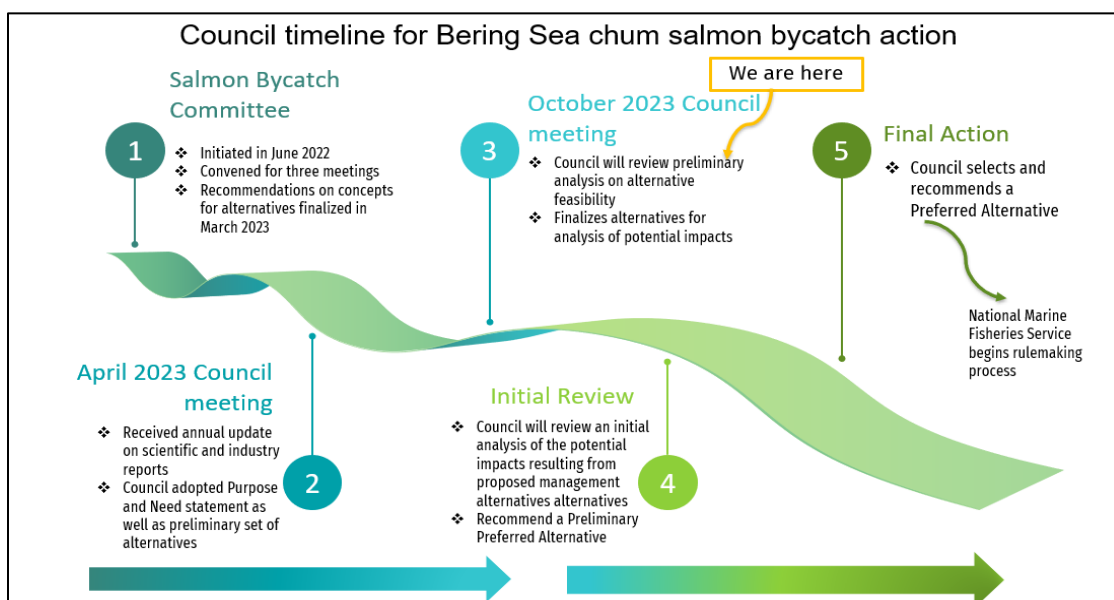 Council timeline for Bering Sea chum salmon bycatch action
We are here
Salmon Bycatch
Committee
1
❖ Initiated in June 2022
❖ Convened for three meetings
❖ Recommendations on concepts
for alternatives finalized in
March 2023
October 2023 Council
meeting
3
❖ Council will review preliminary
analysis on alternative
feasibility
❖ Finalizes alternatives for
analysis of potential impacts
5
Final Action
❖ Council selects and
recommends a
Preferred Alternative
National Marine
Fisheries Service
begins rulemaking
process
April 2023 Council
meeting
❖ Received annual update
on scientific and industry
reports
❖ Council adopted Purpose
and Need statement as
well as preliminary set of
alternatives
2
Initial Review
❖ Council will review an initial
analysis of the potential
impacts resulting from
proposed management
alternatives alternatives
❖ Recommend a Preliminary
Preferred Alternative
4